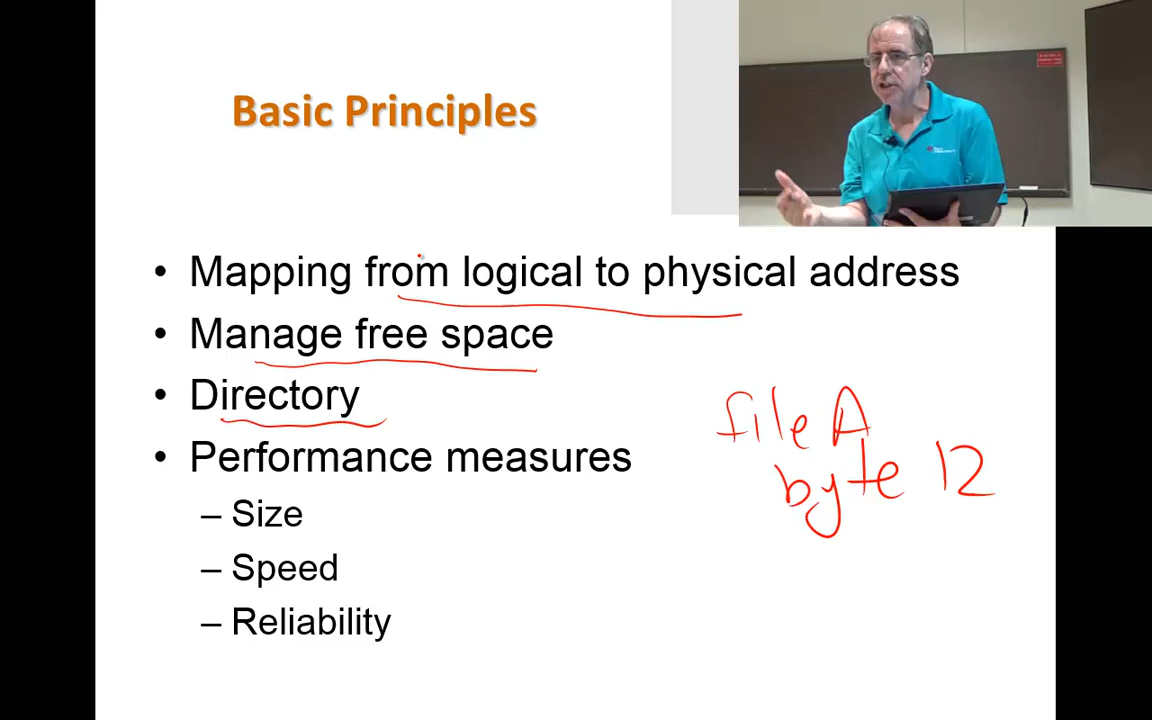 Basic Principles
• Mapping from logical to physical address
• Manage free space
• Directory
• Performance measures
– Size
– Speed
– Reliability
file A
byte 12